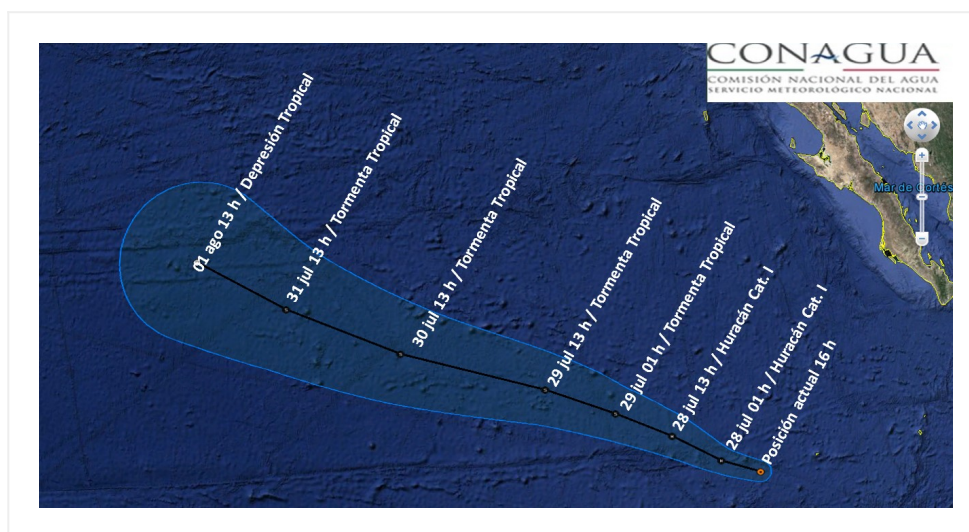 CONAGUA
COMISIÓN NACIONAL DEL AGUA
SERVICIO METEOROLÓGICO NACIONAL
Mar de Cortés
01 ago 13 h / Depresión Tropical
31 jul 13 h / Tormenta Tropical
30 jul 13 h / Tormenta Tropical
29 jul 13 h / Tormenta Tropical
29 jul 01 h / Tormenta Tropical
28 jul 13 h / Huracán Cat. I
28 jul 01 h / Huracán Cat. I
Posición actual 16 h